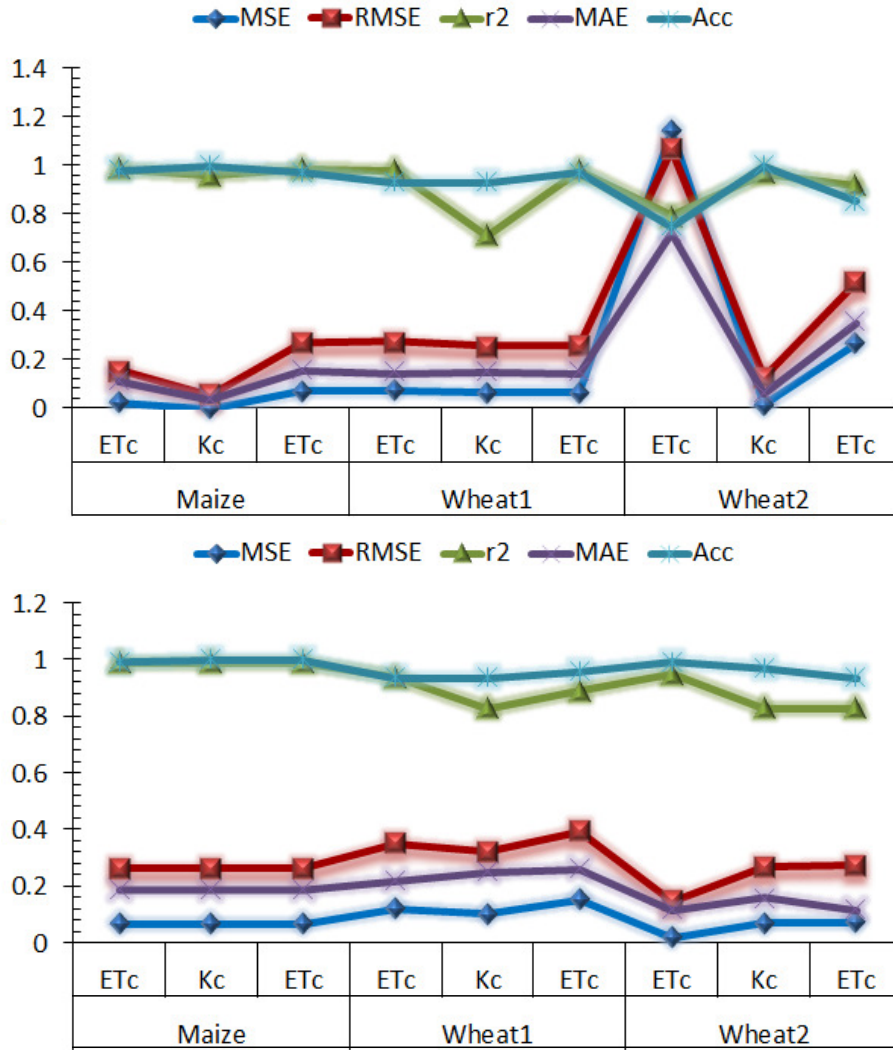 MSE RMSE r2 MAE Acc
1.4
1.2
1
0.8
0.6
0.4
0.2
0
ETc Kc ETc ETc Kc ETc ETc Kc ETc
Maize Wheat1 Wheat2
MSE RMSE r2 MAE Acc
1.2
1
0.8
0.6
0.4
0.2
0
ETc Kc ETc ETc Kc ETc ETc Kc ETc
Maize Wheat1 Wheat2